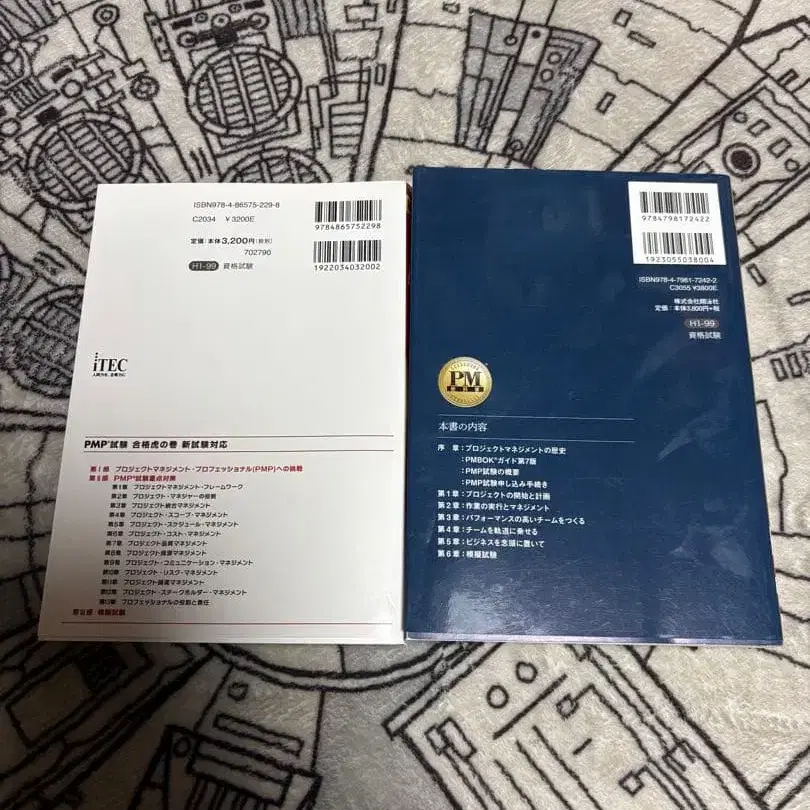 ISBN978-4-86575-229-8
C2034 ¥3200E
定価:本体3,200円(税別)
702790
H1-99 資格試験
9784865752298
1922034032002
iTEC
人間力を、企業力に
PMP®試験 合格虎の巻 新試験対応
第Ⅰ部 プロジェクトマネジメント・プロフェッショナル(PMP)への挑戦
第Ⅱ部 PMP®試験重点対策
第1章 プロジェクトマネジメント・フレームワーク
第2章 プロジェクト・マネジャーの役割
第3章 プロジェクト統合マネジメント
第4章 プロジェクト・スコープ・マネジメント
第5章 プロジェクト・スケジュール・マネジメント
第6章 プロジェクト・コスト・マネジメント
第7章 プロジェクト品質マネジメント
第8章 プロジェクト資源マネジメント
第9章 プロジェクト・コミュニケーション・マネジメント
第10章 プロジェクト・リスク・マネジメント
第11章 プロジェクト調達マネジメント
第12章 プロジェクト・ステークホルダー・マネジメント
第13章 プロフェッショナルの役割と責任
第Ⅲ部 模擬試験
9784798172422
1923055038004
ISBN978-4-7981-7242-2
C3055 ¥3800E
株式会社翔泳社
定価:本体3,800円+税
H1-99
資格試験
PM
教科書
本書の内容
序 章:プロジェクトマネジメントの歴史
:PMBOK®ガイド第7版
:PMP試験の概要
:PMP試験申し込み手続き
第1章:プロジェクトの開始と計画
第2章:作業の実行とマネジメント
第3章:パフォーマンスの高いチームをつくる
第4章:チームを軌道に乗せる
第5章:ビジネスを念頭に置いて
第6章:模擬試験